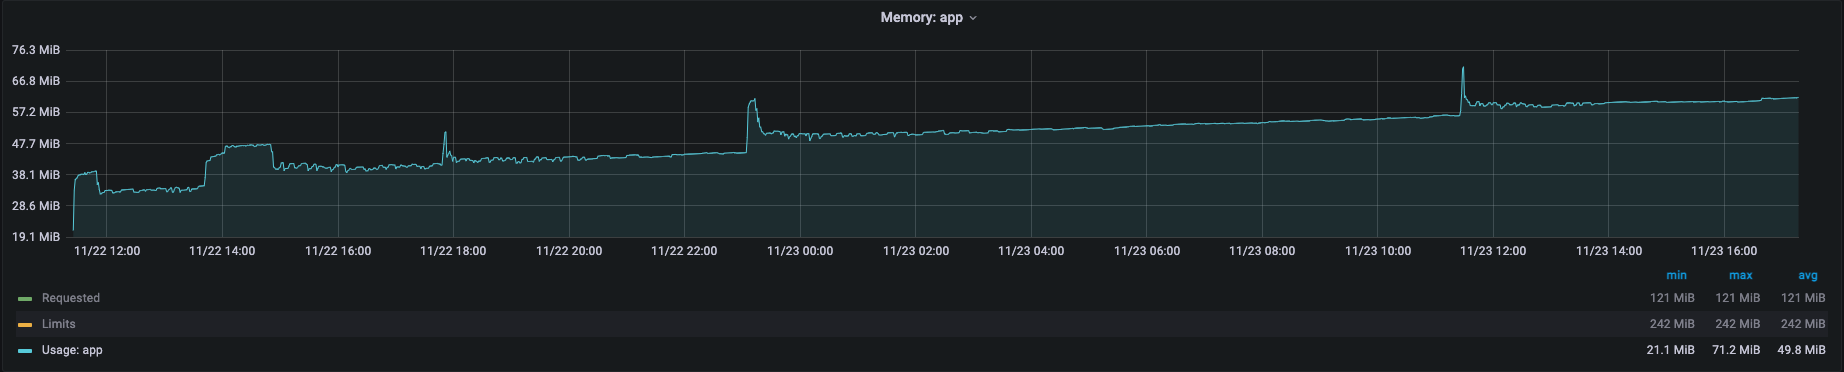 Memory: app
76.3 MiB
66.8 MiB
57.2 MiB
47.7 MiB
38.1 MiB
28.6 MiB
19.1 MiB
11/22 12:00 11/22 14:00 11/22 16:00 11/22 18:00 11/22 20:00 11/22 22:00 11/23 00:00 11/23 02:00 11/23 04:00 11/23 06:00 11/23 08:00 11/23 10:00 11/23 12:00 11/23 14:00 11/23 16:00
min max avg
Requested 121 MiB 121 MiB 121 MiB
Limits 242 MiB 242 MiB 242 MiB
Usage: app 21.1 MiB 71.2 MiB 49.8 MiB